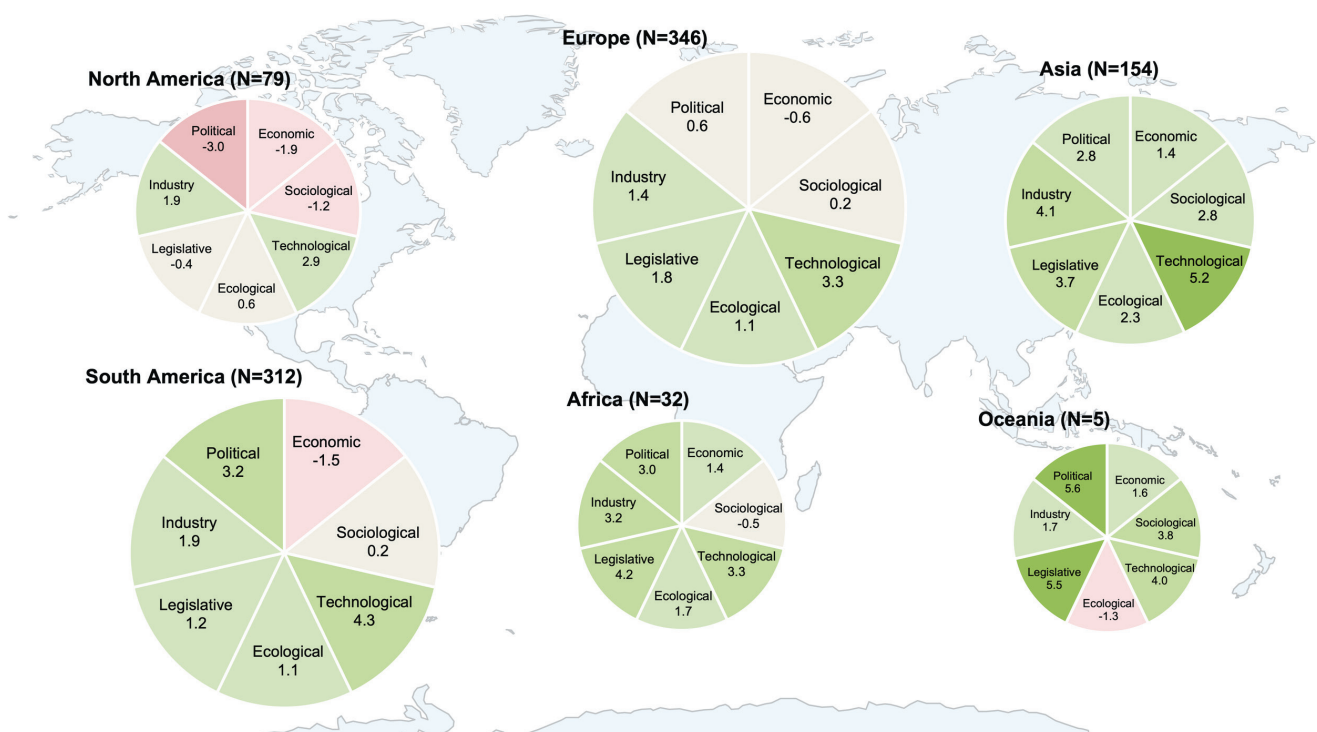 Europe (N=346)
Political
0.6
Economic
-0.6
Sociological
0.2
Technological
3.3
Ecological
1.1
Legislative
1.8
Industry
1.4
North America (N=79)
Political
-3.0
Economic
-1.9
Sociological
-1.2
Technological
2.9
Ecological
0.6
Legislative
-0.4
Industry
1.9
Asia (N=154)
Political
2.8
Economic
1.4
Sociological
2.8
Technological
5.2
Ecological
2.3
Legislative
3.7
Industry
4.1
South America (N=312)
Political
3.2
Economic
-1.5
Sociological
0.2
Technological
4.3
Ecological
1.1
Legislative
1.2
Industry
1.9
Africa (N=32)
Political
3.0
Economic
1.4
Sociological
-0.5
Technological
3.3
Ecological
1.7
Legislative
4.2
Industry
3.2
Oceania (N=5)
Political
5.6
Economic
1.6
Sociological
3.8
Technological
4.0
Ecological
-1.3
Legislative
5.5
Industry
1.7